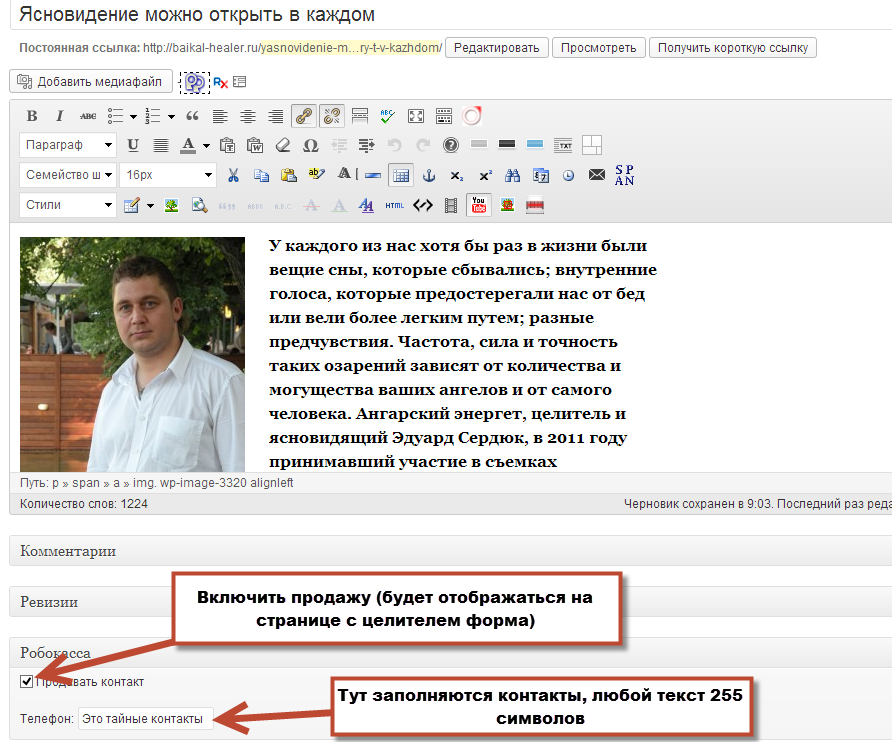 Ясновидение можно открыть в каждом
Постоянная ссылка: http://baikal-healer.ru/yasnovidenie-m…ry-t-v-kazhdom/ Редактировать Просмотреть Получить короткую ссылку
Добавить медиафайл
B I ABC ABC
Параграф U A Ω TXT
Семейство ш 16px A
Стили HTML You Tube
SPAN
У каждого из нас хотя бы раз в жизни были
вещие сны, которые сбывались; внутренние
голоса, которые предостерегали нас от бед
или вели более легким путем; разные
предчувствия. Частота, сила и точность
таких озарений зависят от количества и
могущества ваших ангелов и от самого
человека. Ангарский энергет, целитель и
ясновидящий Эдуард Сердюк, в 2011 году
принимавший участие в съемках
Путь: p » span » a » img. wp-image-3320 alignleft
Количество слов: 1224 Черновик сохранен в 9:03. Последний раз реда
Комментарии
Включить продажу (будет отображаться на
странице с целителем форма)
Ревизии
Робокасса
Продавать контакт
Тут заполняются контакты, любой текст 255
символов
Телефон: Это тайные контакты